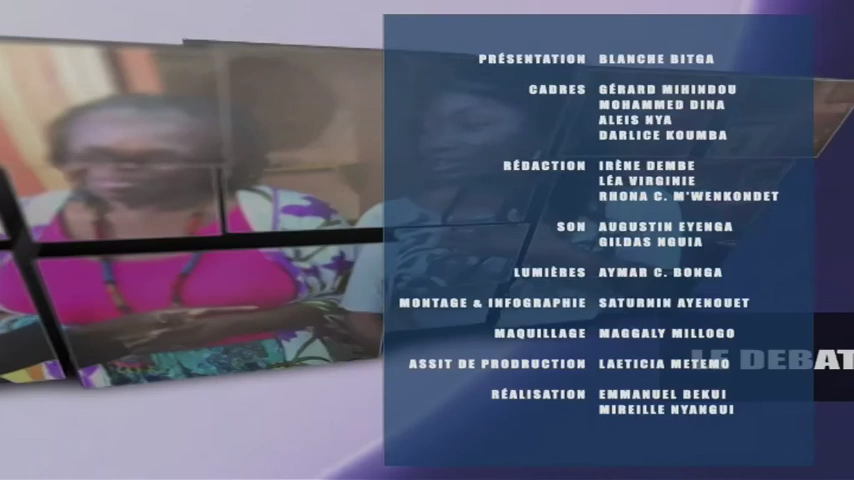 PRÉSENTATION BLANCHE BITGA
CADRES GÉRARD MIHINDOU
MOHAMMED DINA
ALEIS NYA
DARLICE KOUMBA
RÉDACTION IRÈNE DEMBE
LÉA VIRGINIE
RHONA C. M'WENKONDET
SON AUGUSTIN EYENGA
GILDAS NGUIA
LUMIÈRES AYMAR C. BONGA
MONTAGE & INFOGRAPHIE SATURNIN AYENOUET
MAQUILLAGE MAGGALY MILLOGO
ASSIT DE PRODRUCTION LAETICIA METEMO
RÉALISATION EMMANUEL BEKUI
MIREILLE NYANGUI
LE DEBAT